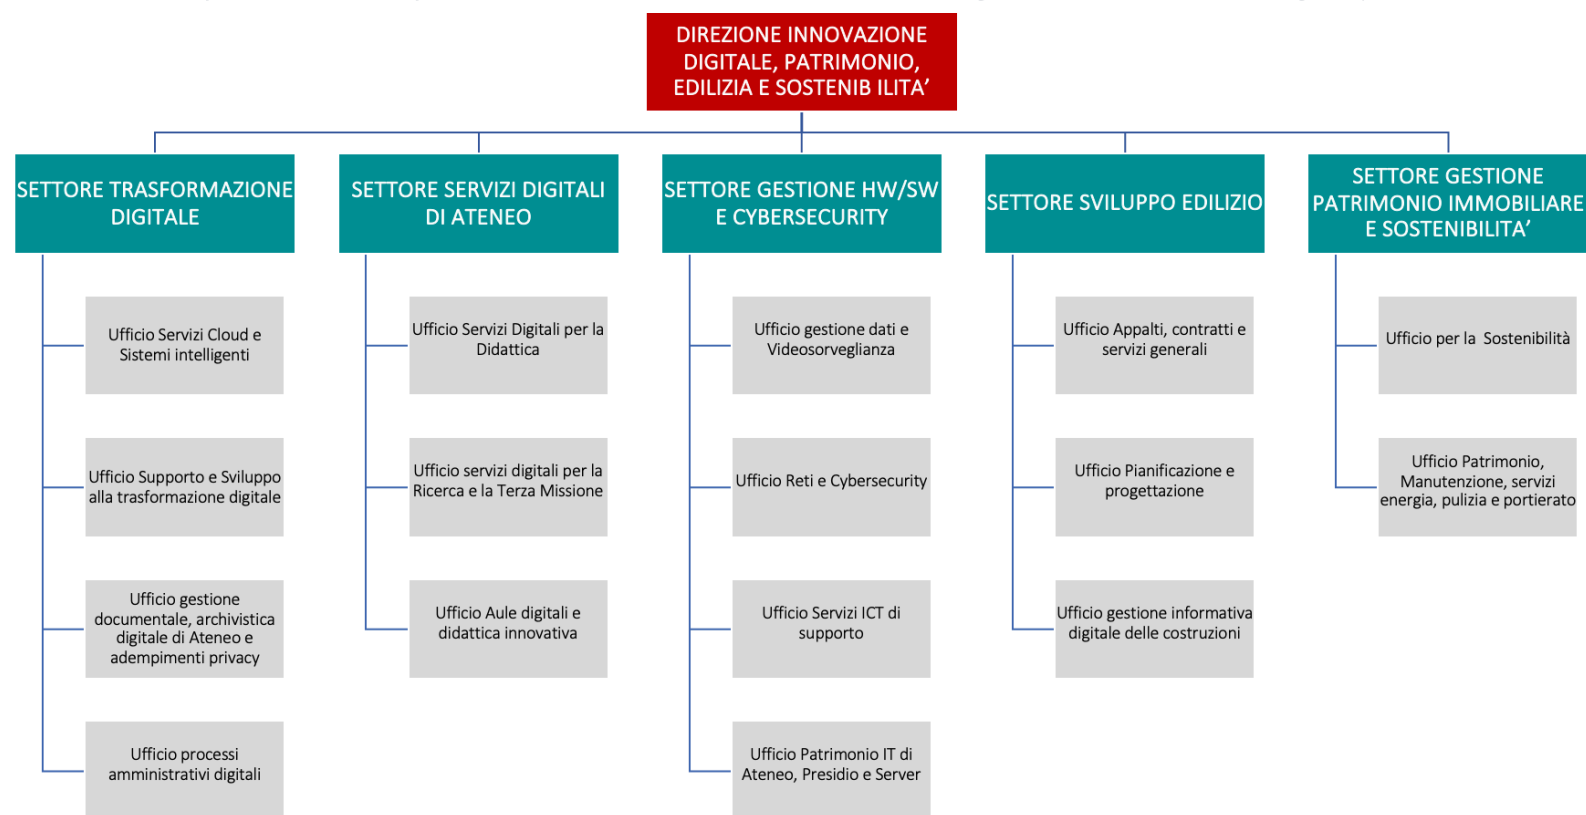 DIREZIONE INNOVAZIONE
DIGITALE, PATRIMONIO,
EDILIZIA E SOSTENIB ILITA’
SETTORE TRASFORMAZIONE
DIGITALE
Ufficio Servizi Cloud e
Sistemi intelligenti
Ufficio Supporto e Sviluppo
alla trasformazione digitale
Ufficio gestione
documentale, archivistica
digitale di Ateneo e
adempimenti privacy
Ufficio processi
amministrativi digitali
SETTORE SERVIZI DIGITALI
DI ATENEO
Ufficio Servizi Digitali per la
Didattica
Ufficio servizi digitali per la
Ricerca e la Terza Missione
Ufficio Aule digitali e
didattica innovativa
SETTORE GESTIONE HW/SW
E CYBERSECURITY
Ufficio gestione dati e
Videosorveglianza
Ufficio Reti e Cybersecurity
Ufficio Servizi ICT di
supporto
Ufficio Patrimonio IT di
Ateneo, Presidio e Server
SETTORE SVILUPPO EDILIZIO
Ufficio Appalti, contratti e
servizi generali
Ufficio Pianificazione e
progettazione
Ufficio gestione informativa
digitale delle costruzioni
SETTORE GESTIONE
PATRIMONIO IMMOBILIARE
E SOSTENIBILITA’
Ufficio per la  Sostenibilità
Ufficio Patrimonio,
Manutenzione, servizi
energia, pulizia e portierato